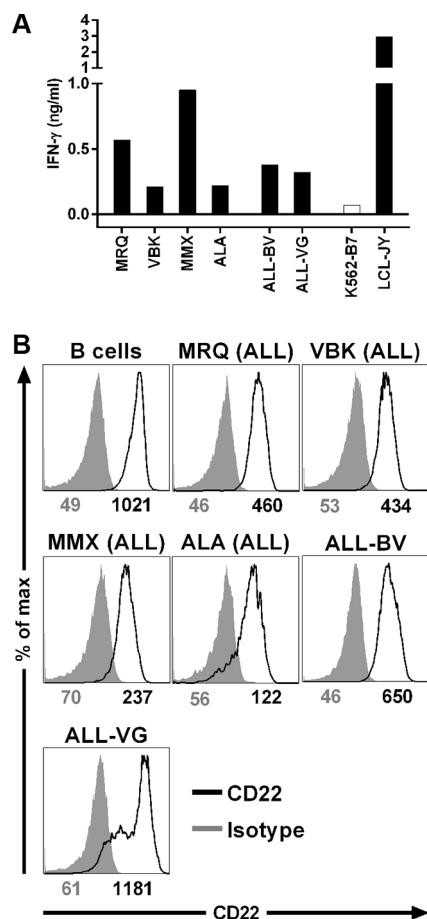 A
IFN-γ (ng/ml)
4
3
2
1
1.0
0.5
0.0
MRQ
VBK
MMX
ALA
ALL-BV
ALL-VG
K562-B7
LCL-JY
B
% of max
B cells MRQ (ALL) VBK (ALL)
49 1021 46 460 53 434
MMX (ALL) ALA (ALL) ALL-BV
70 237 56 122 46 650
ALL-VG
CD22
Isotype
61 1181
CD22